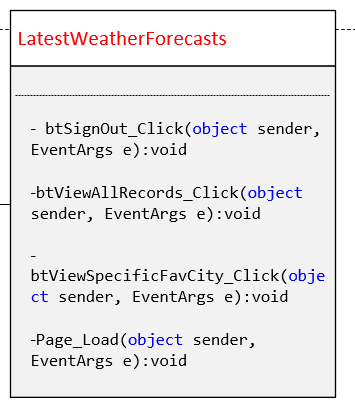 LatestWeatherForecasts
- btSignOut_Click(object sender,
EventArgs e):void
-btViewAllRecords_Click(object
sender, EventArgs e):void
-
btViewSpecificFavCity_Click(obje
ct sender, EventArgs e):void
-Page_Load(object sender,
EventArgs e):void